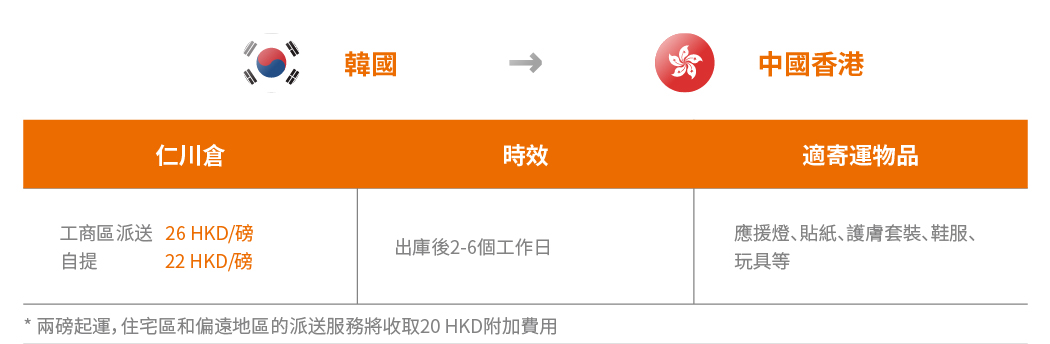 韓國 → 中國香港
仁川倉 時效 適寄運物品
工商區派送 26 HKD/磅
自提 22 HKD/磅
出庫後2-6個工作日
應援燈、貼紙、護膚套裝、鞋服、
玩具等
* 兩磅起運，住宅區和偏遠地區的派送服務將收取20 HKD附加費用